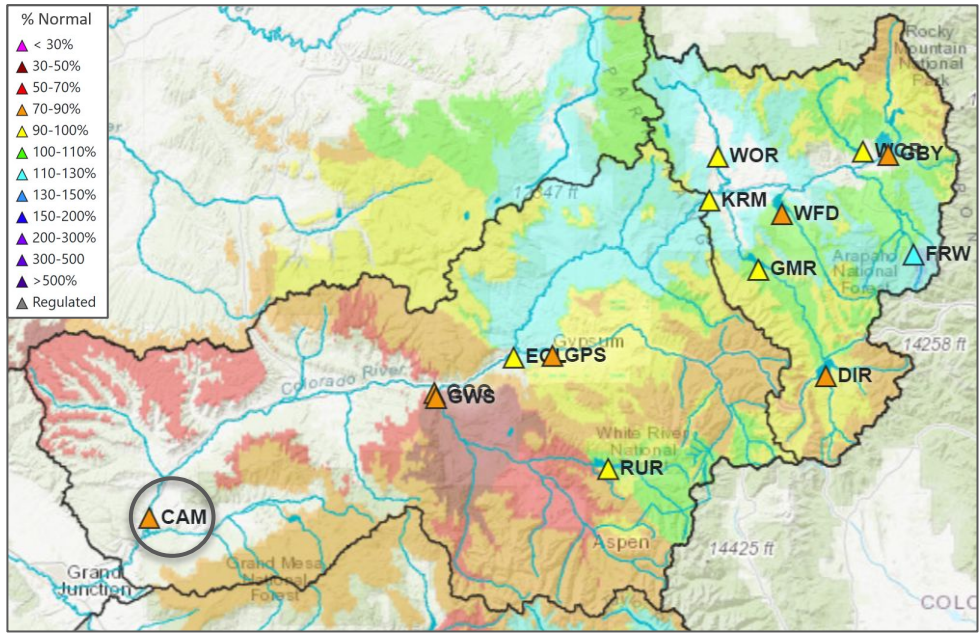 % Normal
< 30%
30-50%
50-70%
70-90%
90-100%
100-110%
110-130%
130-150%
150-200%
200-300%
300-500
>500%
Regulated
Rocky
Mountain
National
Park
WOR
GBY
KRM
WFD
FRW
Arapaho
National
Forest
GMR
14258 ft
Gypsum
GPS
DIR
Colorado River
GWS
White River
National
RUR
CAM
Aspen
14425 ft
Grand
Junction
Grand Mesa
National
Forest
COLO